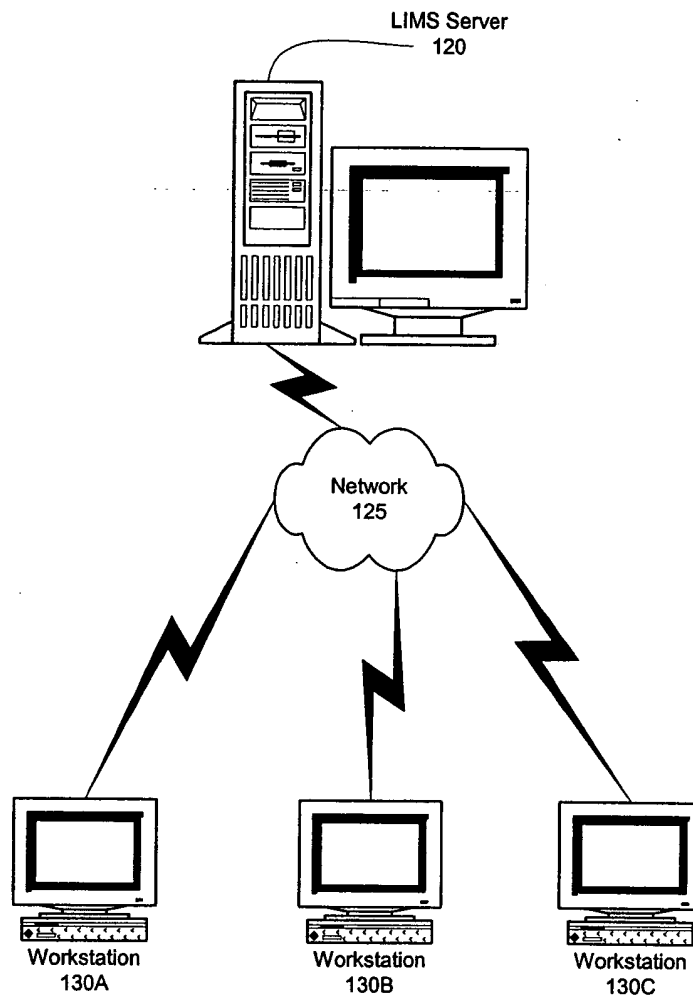 LIMS Server
120
Network
125
Workstation
130A
Workstation
130B
Workstation
130C